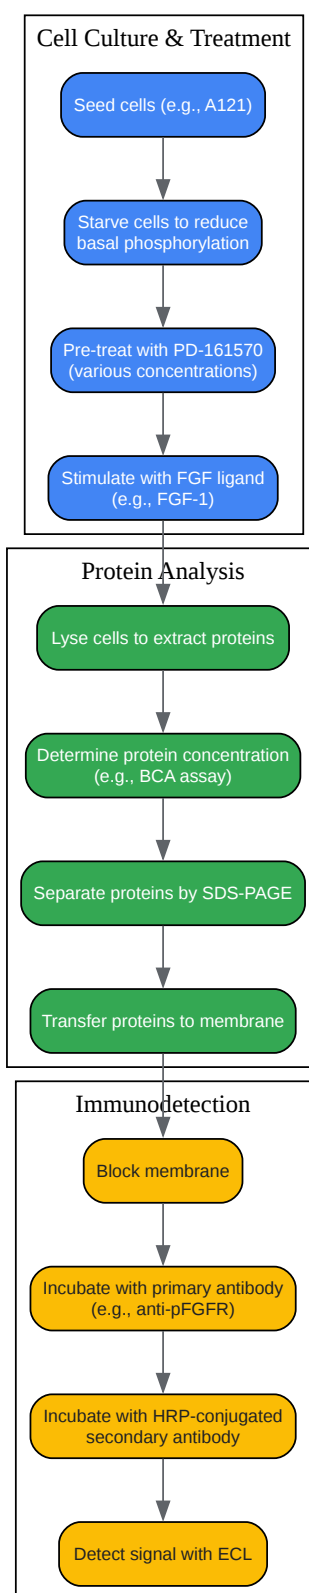 Cell Culture & Treatment
Seed cells (e.g., A121)
Starve cells to reduce
basal phosphorylation
Pre-treat with PD-161570
(various concentrations)
Stimulate with FGF ligand
(e.g., FGF-1)
Protein Analysis
Lyse cells to extract proteins
Determine protein concentration
(e.g., BCA assay)
Separate proteins by SDS-PAGE
Transfer proteins to membrane
Immunodetection
Block membrane
Incubate with primary antibody
(e.g., anti-pFGFR)
Incubate with HRP-conjugated
secondary antibody
Detect signal with ECL